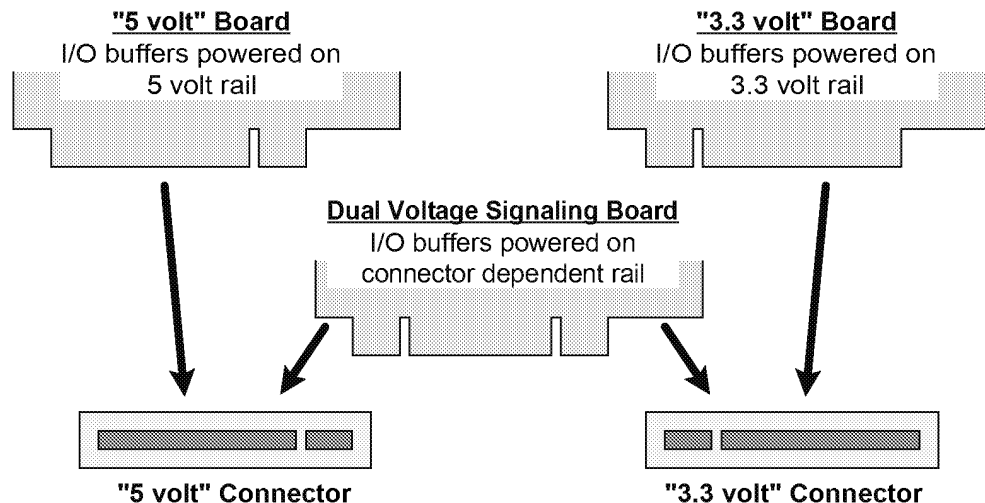 "5 volt" Board
I/O buffers powered on
5 volt rail
"3.3 volt" Board
I/O buffers powered on
3.3 volt rail
Dual Voltage Signaling Board
I/O buffers powered on
connector dependent rail
"5 volt" Connector
"3.3 volt" Connector